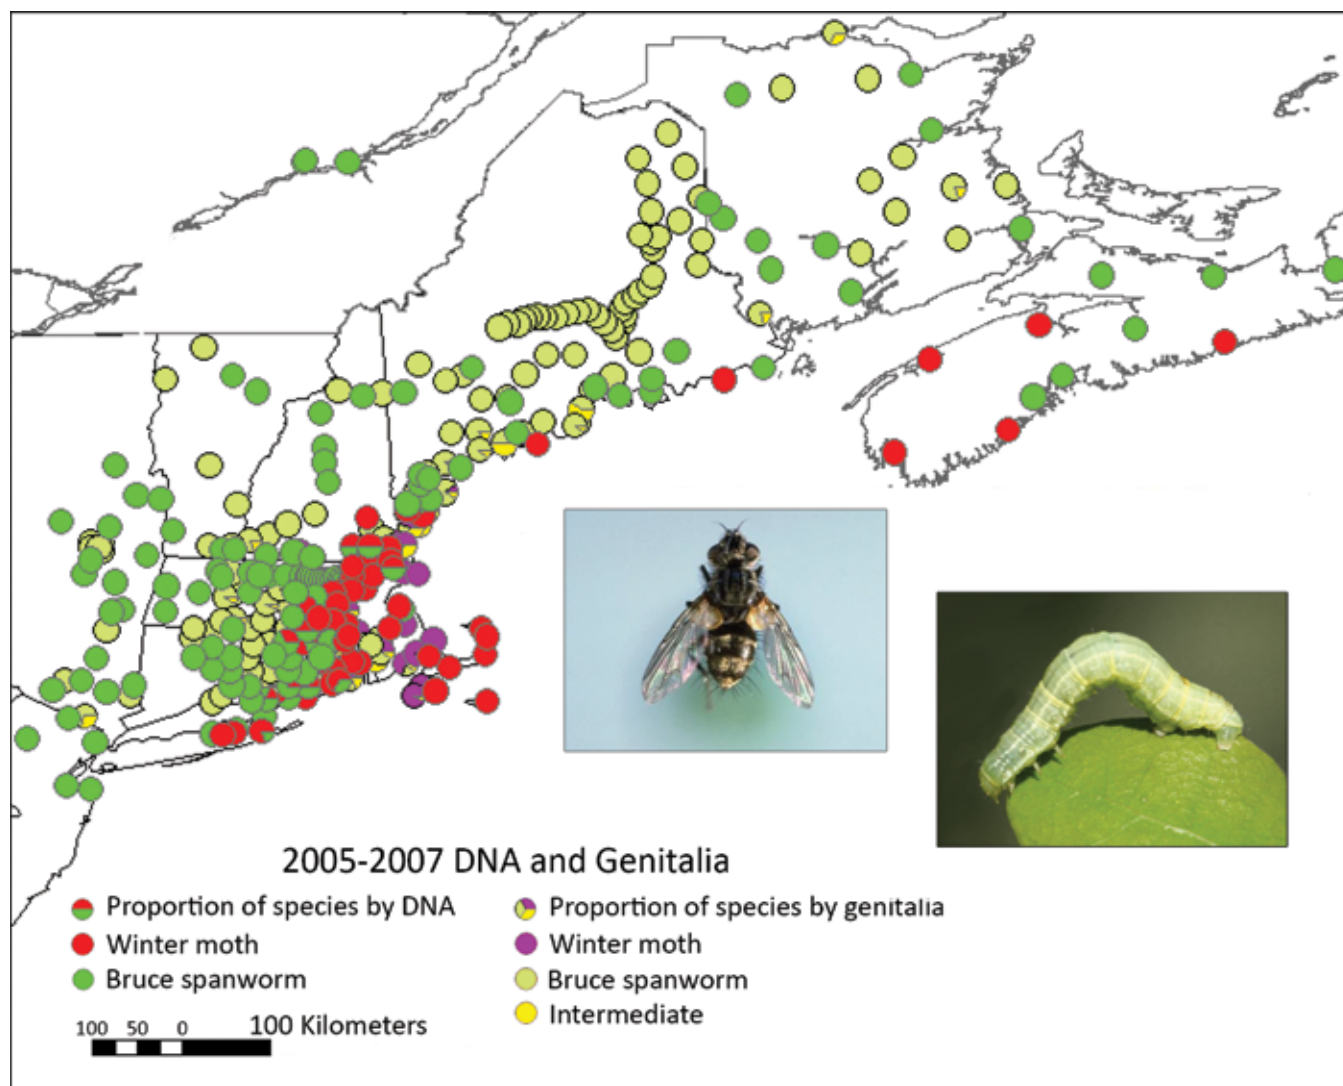 2005-2007 DNA and Genitalia
Proportion of species by DNA
Winter moth
Bruce spanworm
Proportion of species by genitalia
Winter moth
Bruce spanworm
Intermediate
100 50 0 100 Kilometers